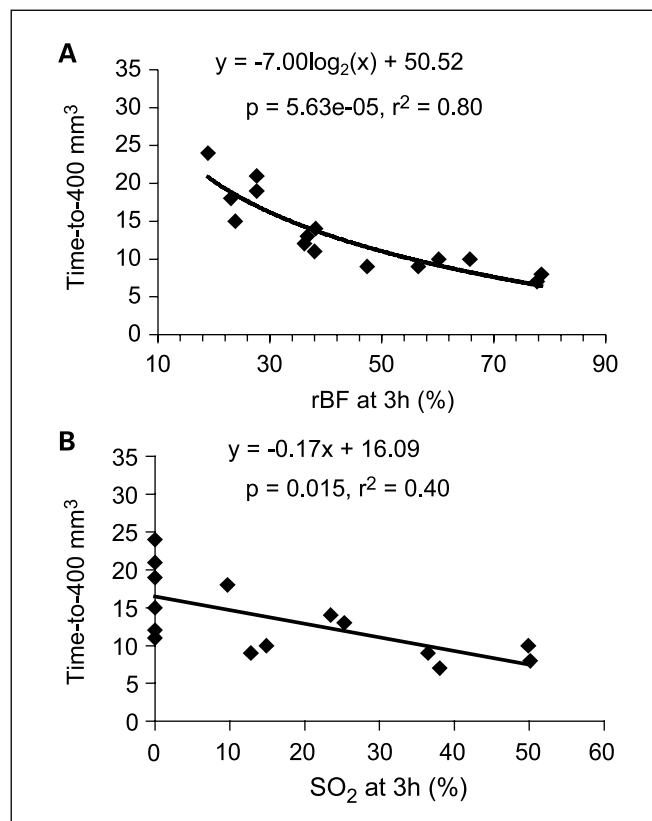 A
y = -7.00log₂(x) + 50.52
p = 5.63e-05, r² = 0.80
Time-to-400 mm³
35
30
25
20
15
10
5
0
10 30 50 70 90
rBF at 3h (%)
B
y = -0.17x + 16.09
p = 0.015, r² = 0.40
Time-to-400 mm³
35
30
25
20
15
10
5
0
0 10 20 30 40 50 60
SO₂ at 3h (%)